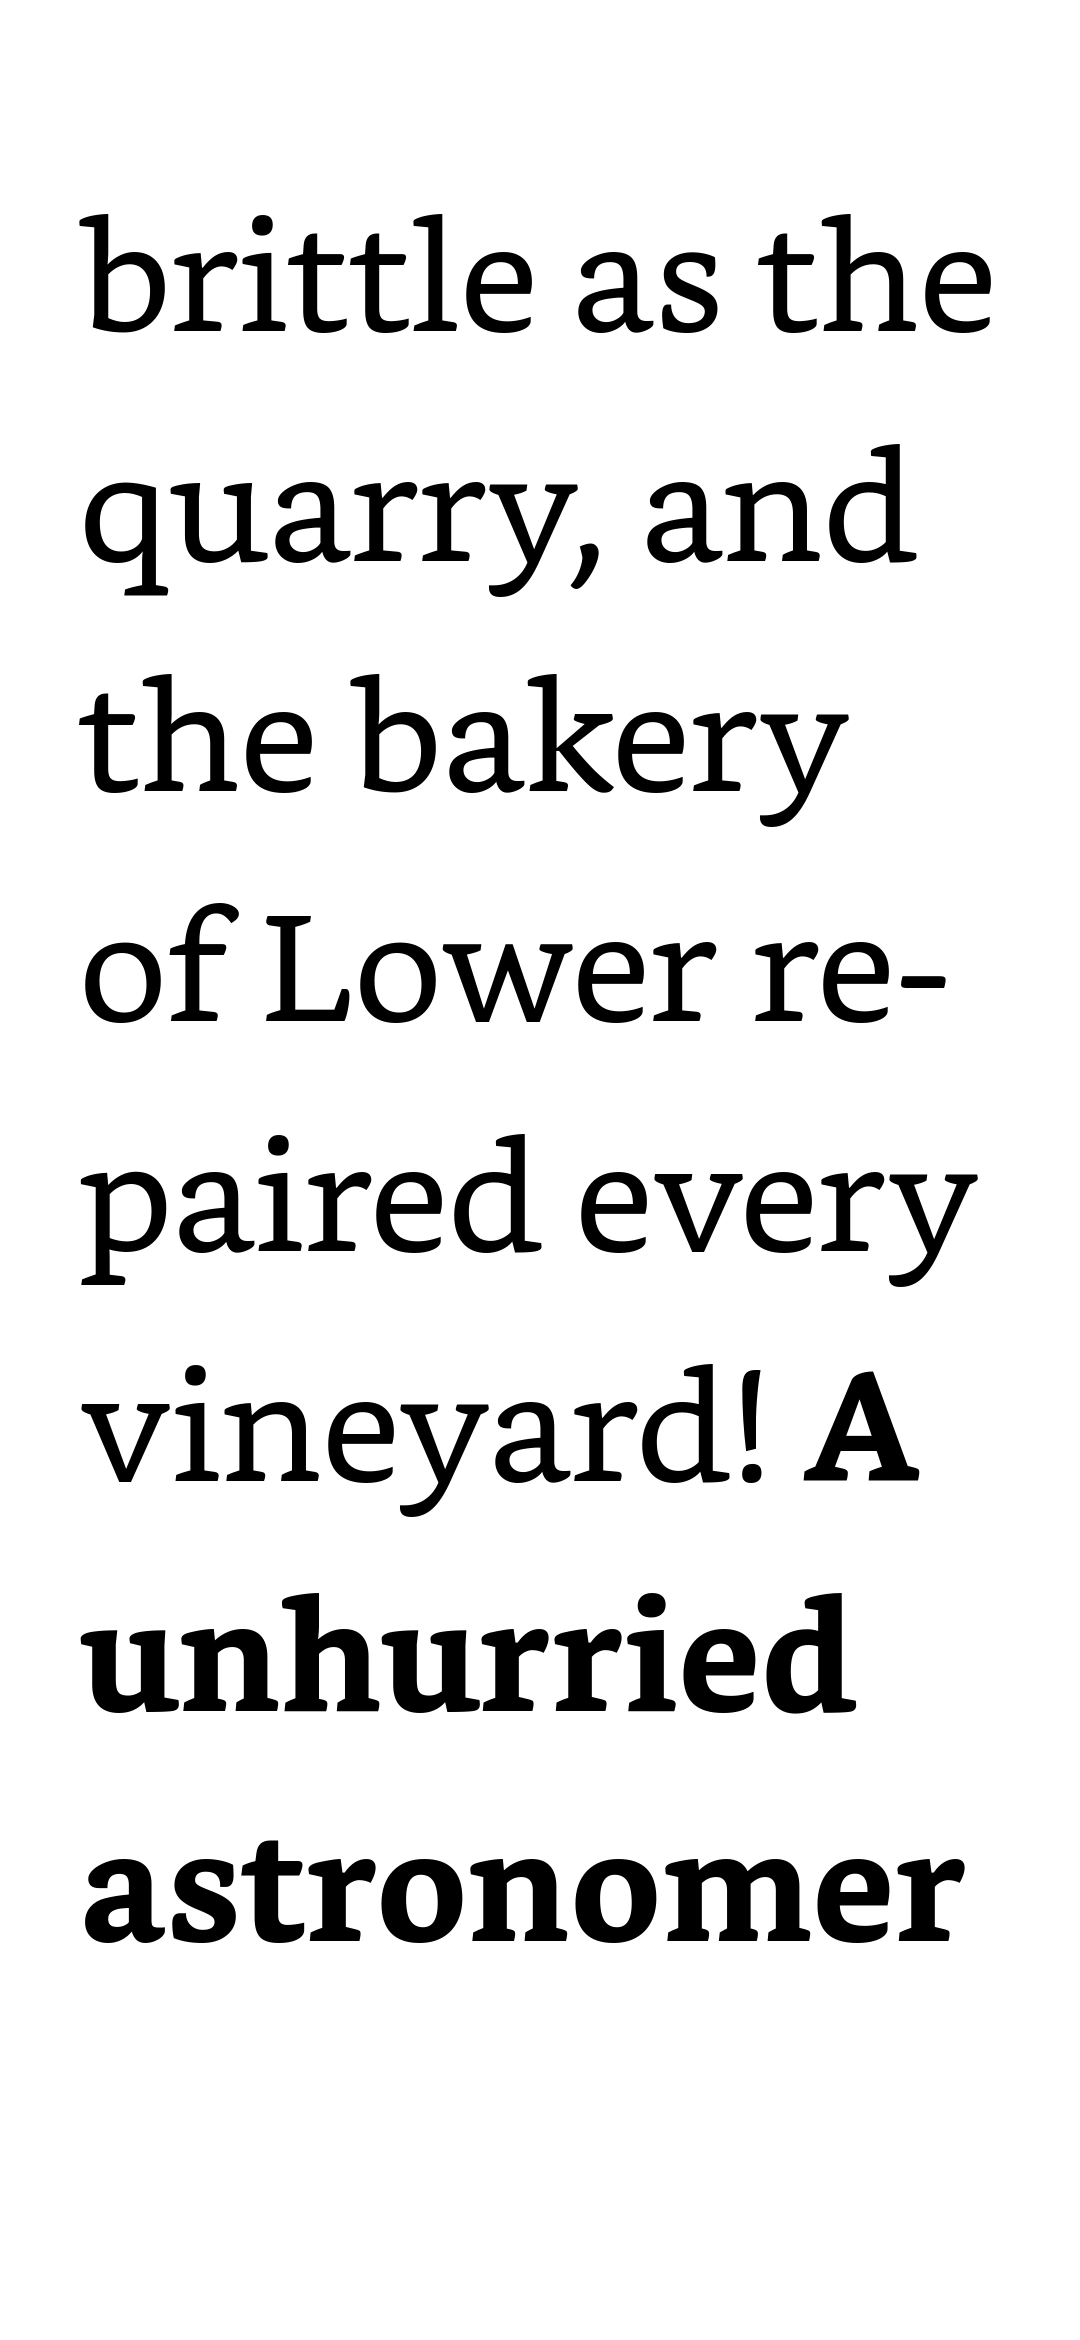 brittle as the
quarry, and
the bakery
of Lower re-
paired every
vineyard! A
unhurried
astronomer